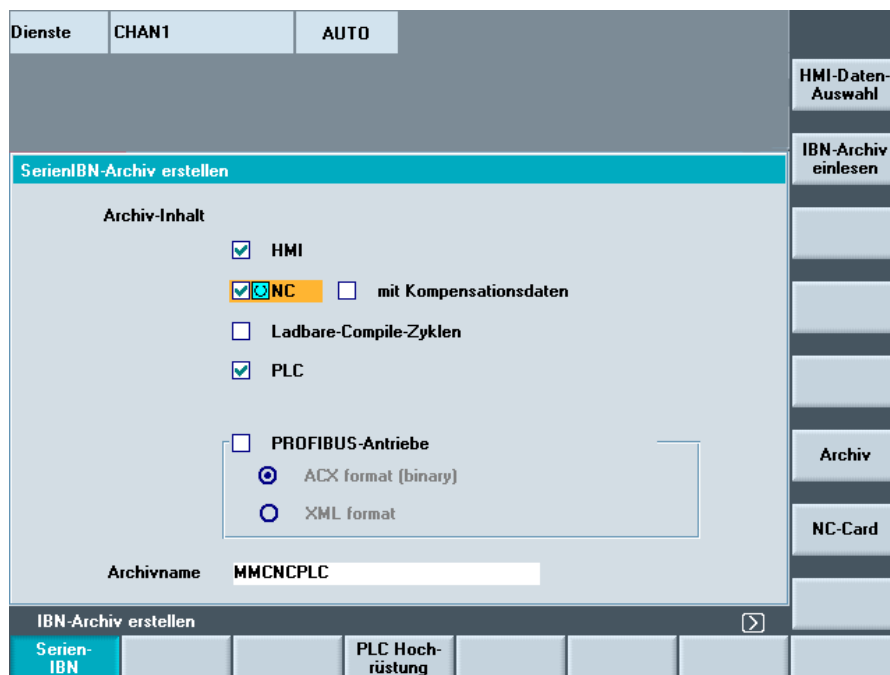 Dienste CHAN1 AUTO
HMI-Daten-
Auswahl
IBN-Archiv
einlesen
SerienIBN-Archiv erstellen
Archiv-Inhalt
HMI
NC mit Kompensationsdaten
Ladbare-Compile-Zyklen
PLC
PROFIBUS-Antriebe
ACX format (binary)
XML format
Archiv
NC-Card
Archivname MMCNCPLC
IBN-Archiv erstellen
Serien-
IBN
PLC Hoch-
rüstung